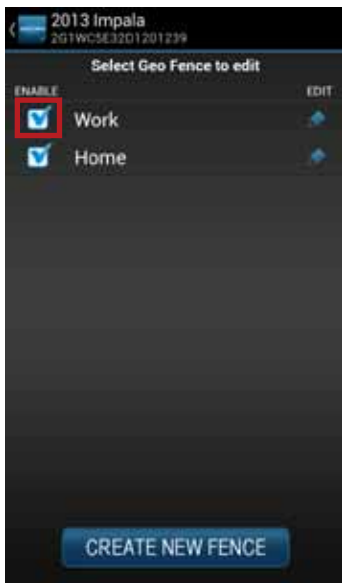 2013 Impala
2G1WC5E32D1201239
Select Geo Fence to edit
ENABLE EDIT
Work
Home
CREATE NEW FENCE